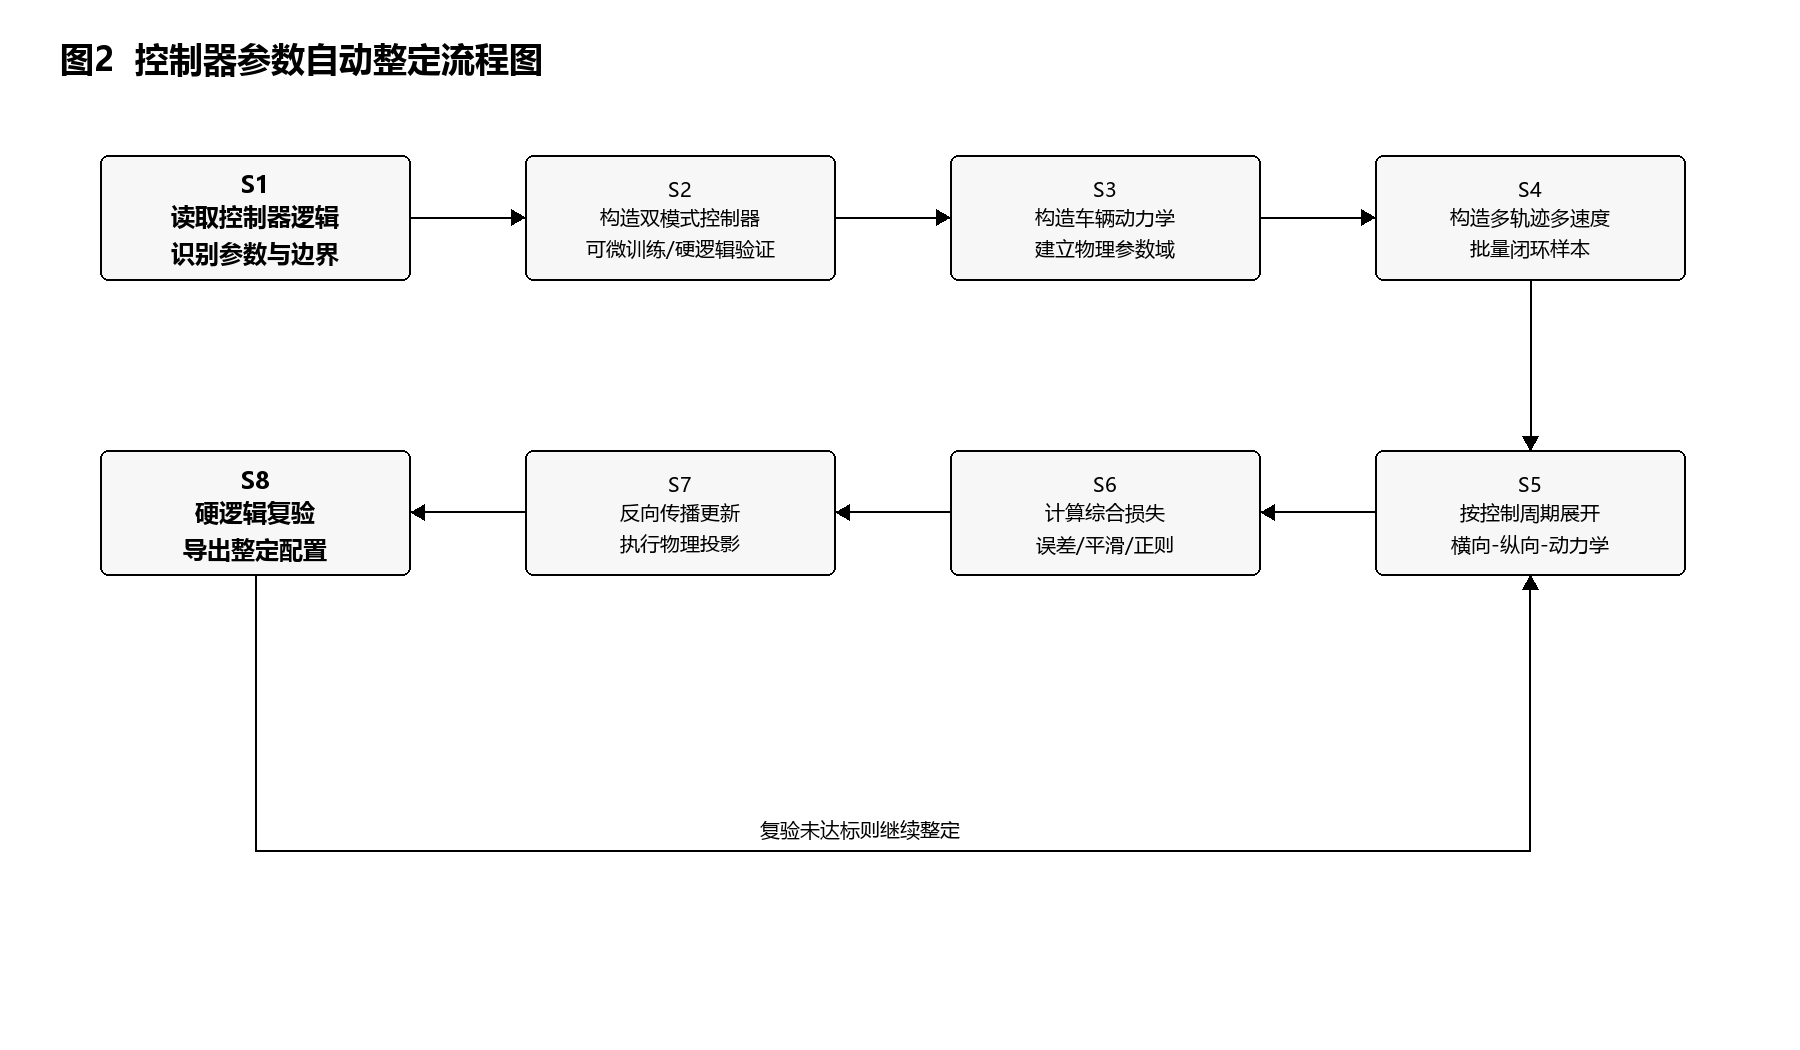 图2 控制器参数自动整定流程图
S1
读取控制器逻辑
识别参数与边界
S2
构造双模式控制器
可微训练/硬逻辑验证
S3
构造车辆动力学
建立物理参数域
S4
构造多轨迹多速度
批量闭环样本
S5
按控制周期展开
横向-纵向-动力学
S6
计算综合损失
误差/平滑/正则
S7
反向传播更新
执行物理投影
S8
硬逻辑复验
导出整定配置
复验未达标则继续整定